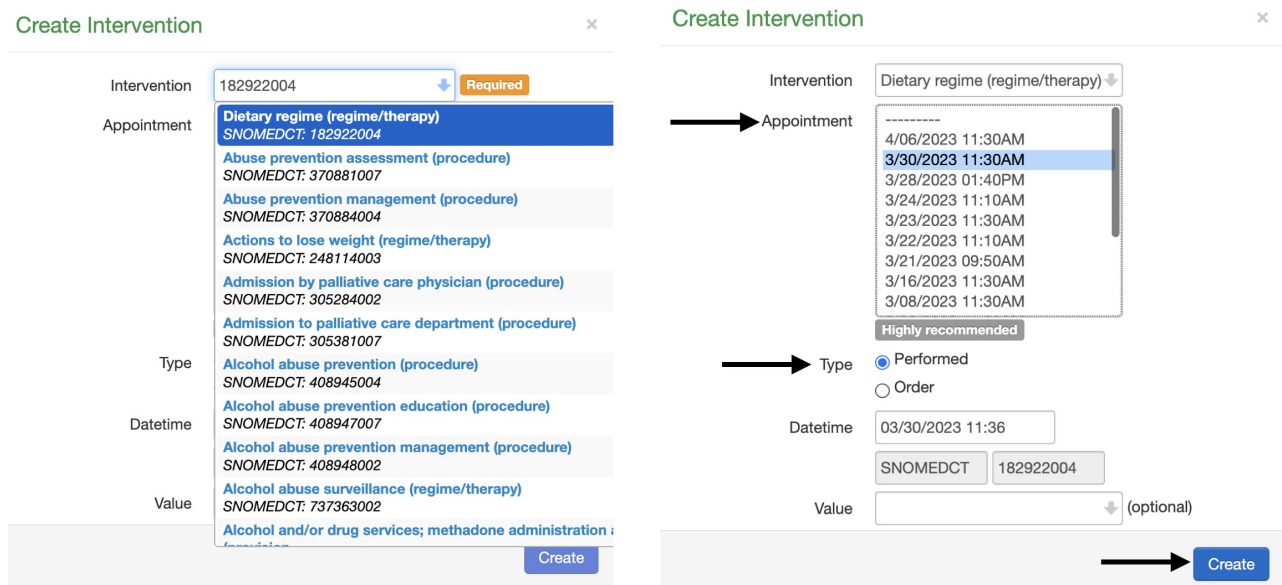 Create Intervention
×
Intervention
182922004
Required
Appointment
Dietary regime (regime/therapy)
SNOMEDCT: 182922004
Abuse prevention assessment (procedure)
SNOMEDCT: 370881007
Abuse prevention management (procedure)
SNOMEDCT: 370884004
Actions to lose weight (regime/therapy)
SNOMEDCT: 248114003
Admission by palliative care physician (procedure)
SNOMEDCT: 305284002
Admission to palliative care department (procedure)
SNOMEDCT: 305381007
Type
Alcohol abuse prevention (procedure)
SNOMEDCT: 408945004
Alcohol abuse prevention education (procedure)
SNOMEDCT: 408947007
Datetime
Alcohol abuse prevention management (procedure)
SNOMEDCT: 408948002
Alcohol abuse surveillance (regime/therapy)
SNOMEDCT: 737363002
Value
Alcohol and/or drug services; methadone administration
Create
Create Intervention
×
Intervention
Dietary regime (regime/therapy)
Appointment
---------
4/06/2023 11:30AM
3/30/2023 11:30AM
3/28/2023 01:40PM
3/24/2023 11:10AM
3/23/2023 11:30AM
3/22/2023 11:10AM
3/21/2023 09:50AM
3/16/2023 11:30AM
3/08/2023 11:30AM
Highly recommended
Type
Performed
Order
Datetime
03/30/2023 11:36
SNOMEDCT 182922004
Value
(optional)
Create